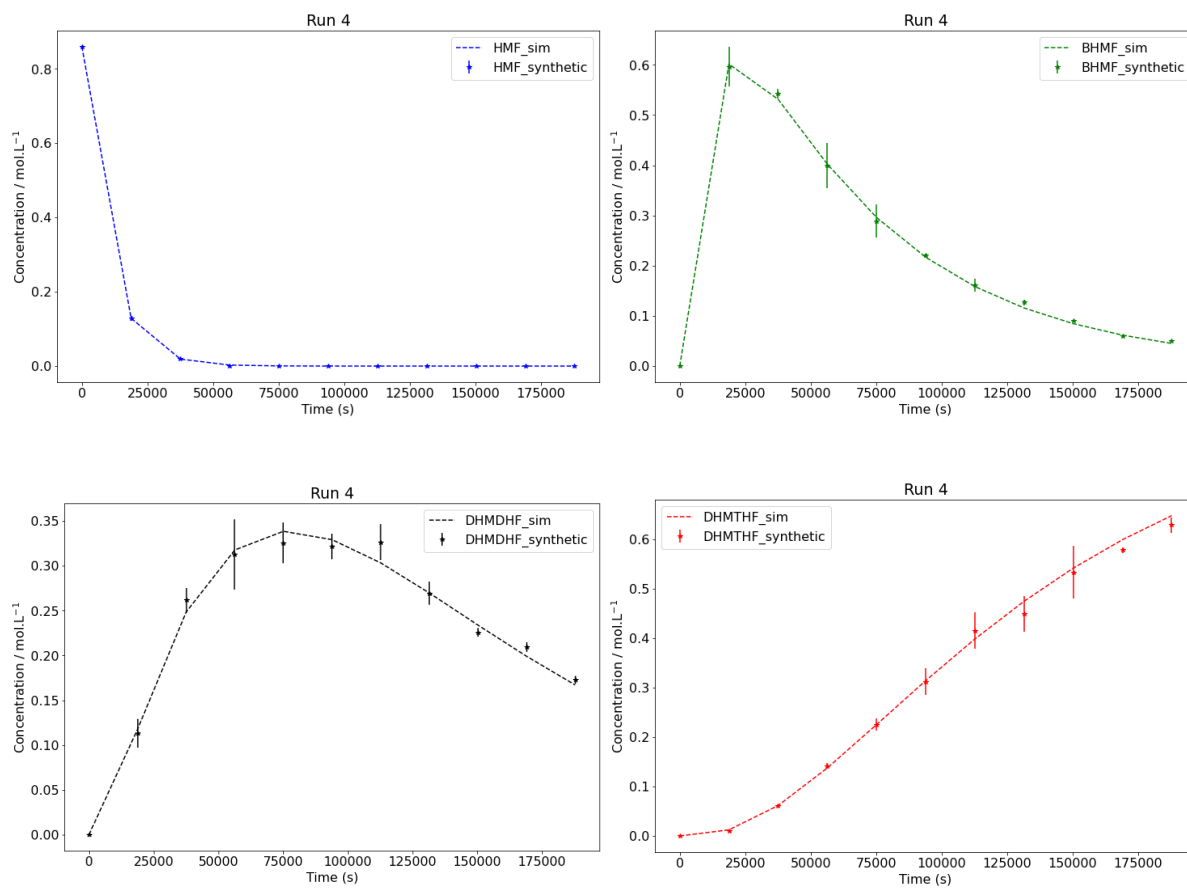 Run 4
Concentration / mol.L⁻¹
0.8
0.6
0.4
0.2
0.0
HMF_sim
HMF_synthetic
0 25000 50000 75000 100000 125000 150000 175000
Time (s)
Run 4
Concentration / mol.L⁻¹
0.6
0.5
0.4
0.3
0.2
0.1
0.0
BHMF_sim
BHMF_synthetic
0 25000 50000 75000 100000 125000 150000 175000
Time (s)
Run 4
Concentration / mol.L⁻¹
0.35
0.30
0.25
0.20
0.15
0.10
0.05
0.00
DHMDHF_sim
DHMDHF_synthetic
0 25000 50000 75000 100000 125000 150000 175000
Time (s)
Run 4
Concentration / mol.L⁻¹
0.6
0.5
0.4
0.3
0.2
0.1
0.0
DHMTHF_sim
DHMTHF_synthetic
0 25000 50000 75000 100000 125000 150000 175000
Time (s)